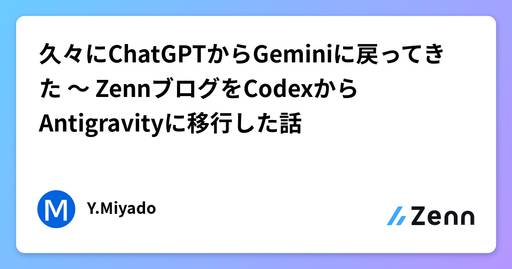 久々にChatGPTからGeminiに戻ってき
た 〜 ZennブログをCodexから
Antigravityに移行した話
M
Y.Miyado
Zenn